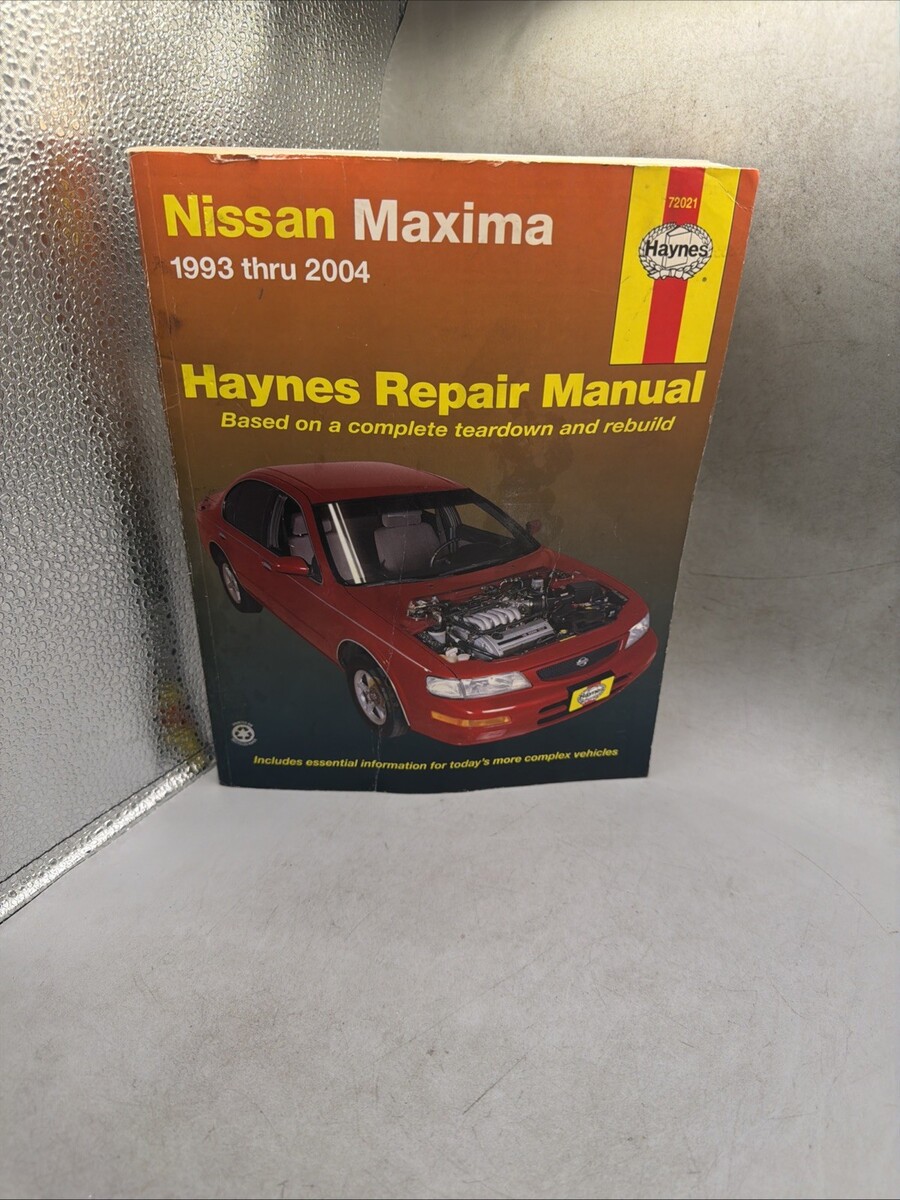 Nissan Maxima
1993 thru 2004
72021
Haynes
Haynes Repair Manual
Based on a complete teardown and rebuild
Haynes
Includes essential information for today's more complex vehicles